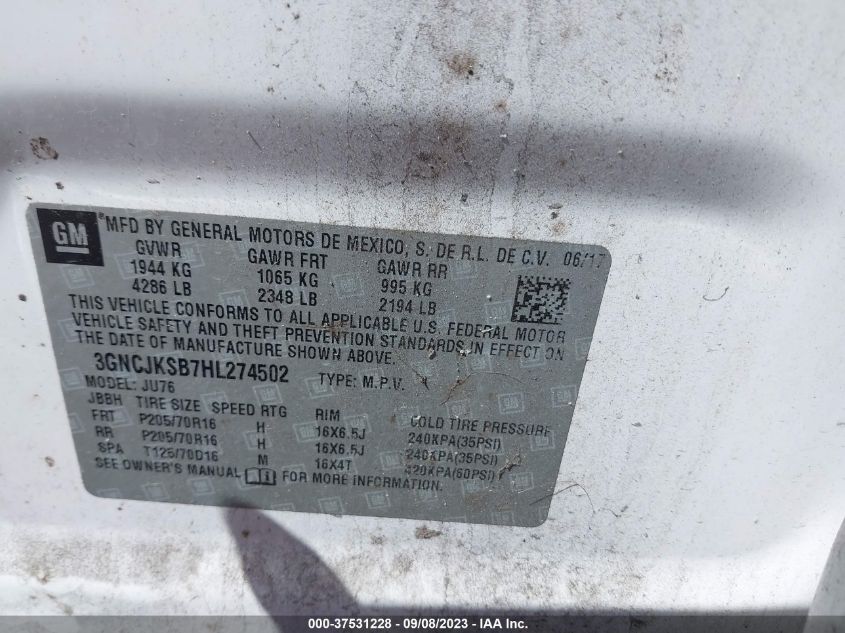 GM ®MFD BY GENERAL MOTORS DE MEXICO, S. DE R.L. DE C.V. 06/17
GVWR GAWR FRT GAWR RR
1944 KG 1065 KG 995 KG
4286 LB 2348 LB 2194 LB
THIS VEHICLE CONFORMS TO ALL APPLICABLE U.S. FEDERAL MOTOR
VEHICLE SAFETY AND THEFT PREVENTION STANDARDS IN EFFECT ON
THE DATE OF MANUFACTURE SHOWN ABOVE.
3GNCJKSB7HL274502 TYPE: M.P.V.
MODEL: JU76
JBBH TIRE SIZE SPEED RTG RIM COLD TIRE PRESSURE
FRT P205/70R16 H 16X6.5J 240KPA(35PSI)
RR P205/70R16 H 16X6.5J 240KPA(35PSI)
SPA T125/70D16 M 16X4T 420KPA(60PSI)
SEE OWNER'S MANUAL FOR MORE INFORMATION.
000-37531228 - 09/08/2023 - IAA Inc.